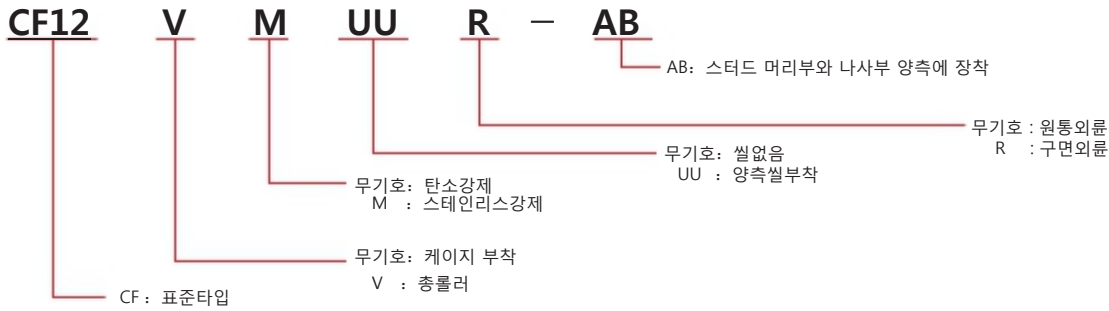 CF12 V M UU R － AB
AB: 스터드 머리부와 나사부 양측에 장착
무기호 : 원통외륜
R : 구면외륜
무기호: 씰없음
UU : 양측씰부착
무기호: 탄소강제
M : 스테인리스강제
무기호: 케이지 부착
V : 총롤러
CF : 표준타입